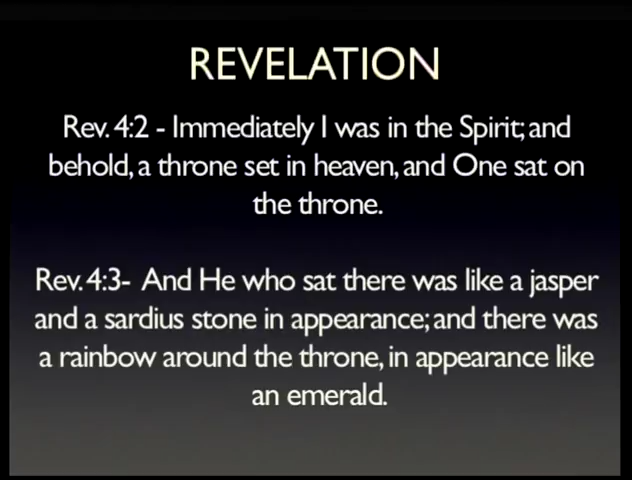 REVELATION
Rev. 4:2 - Immediately I was in the Spirit; and
behold, a throne set in heaven, and One sat on
the throne.
Rev. 4:3- And He who sat there was like a jasper
and a sardius stone in appearance; and there was
a rainbow around the throne, in appearance like
an emerald.